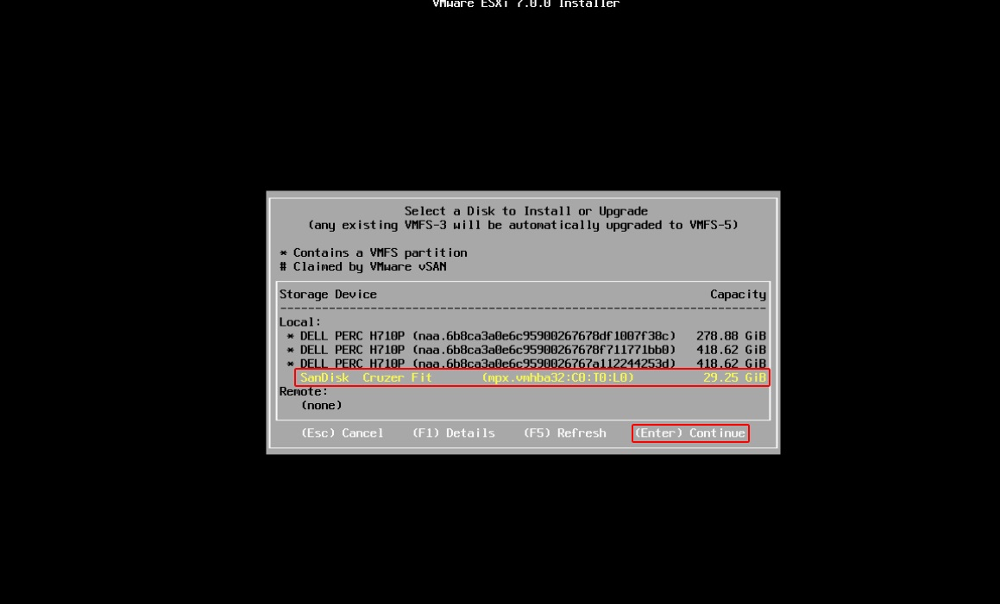 VMware ESXi 7.0.0 Installer
Select a Disk to Install or Upgrade
(any existing VMFS-3 will be automatically upgraded to VMFS-5)
* Contains a VMFS partition
# Claimed by VMware vSAN
Storage Device Capacity
--------------------------------------------------------------------
Local:
* DELL PERC H710P (naa.6b8ca3a0e6c95900267678df1007f38c) 278.88 GiB
* DELL PERC H710P (naa.6b8ca3a0e6c95900267678f711771bb0) 418.62 GiB
* DELL PERC H710P (naa.6b8ca3a0e6c9590026767a112244253d) 418.62 GiB
SanDisk Cruzer Fit (mpx.vmhba32:C0:T0:L0) 29.25 GiB
Remote:
(none)
(Esc) Cancel (F1) Details (F5) Refresh (Enter) Continue